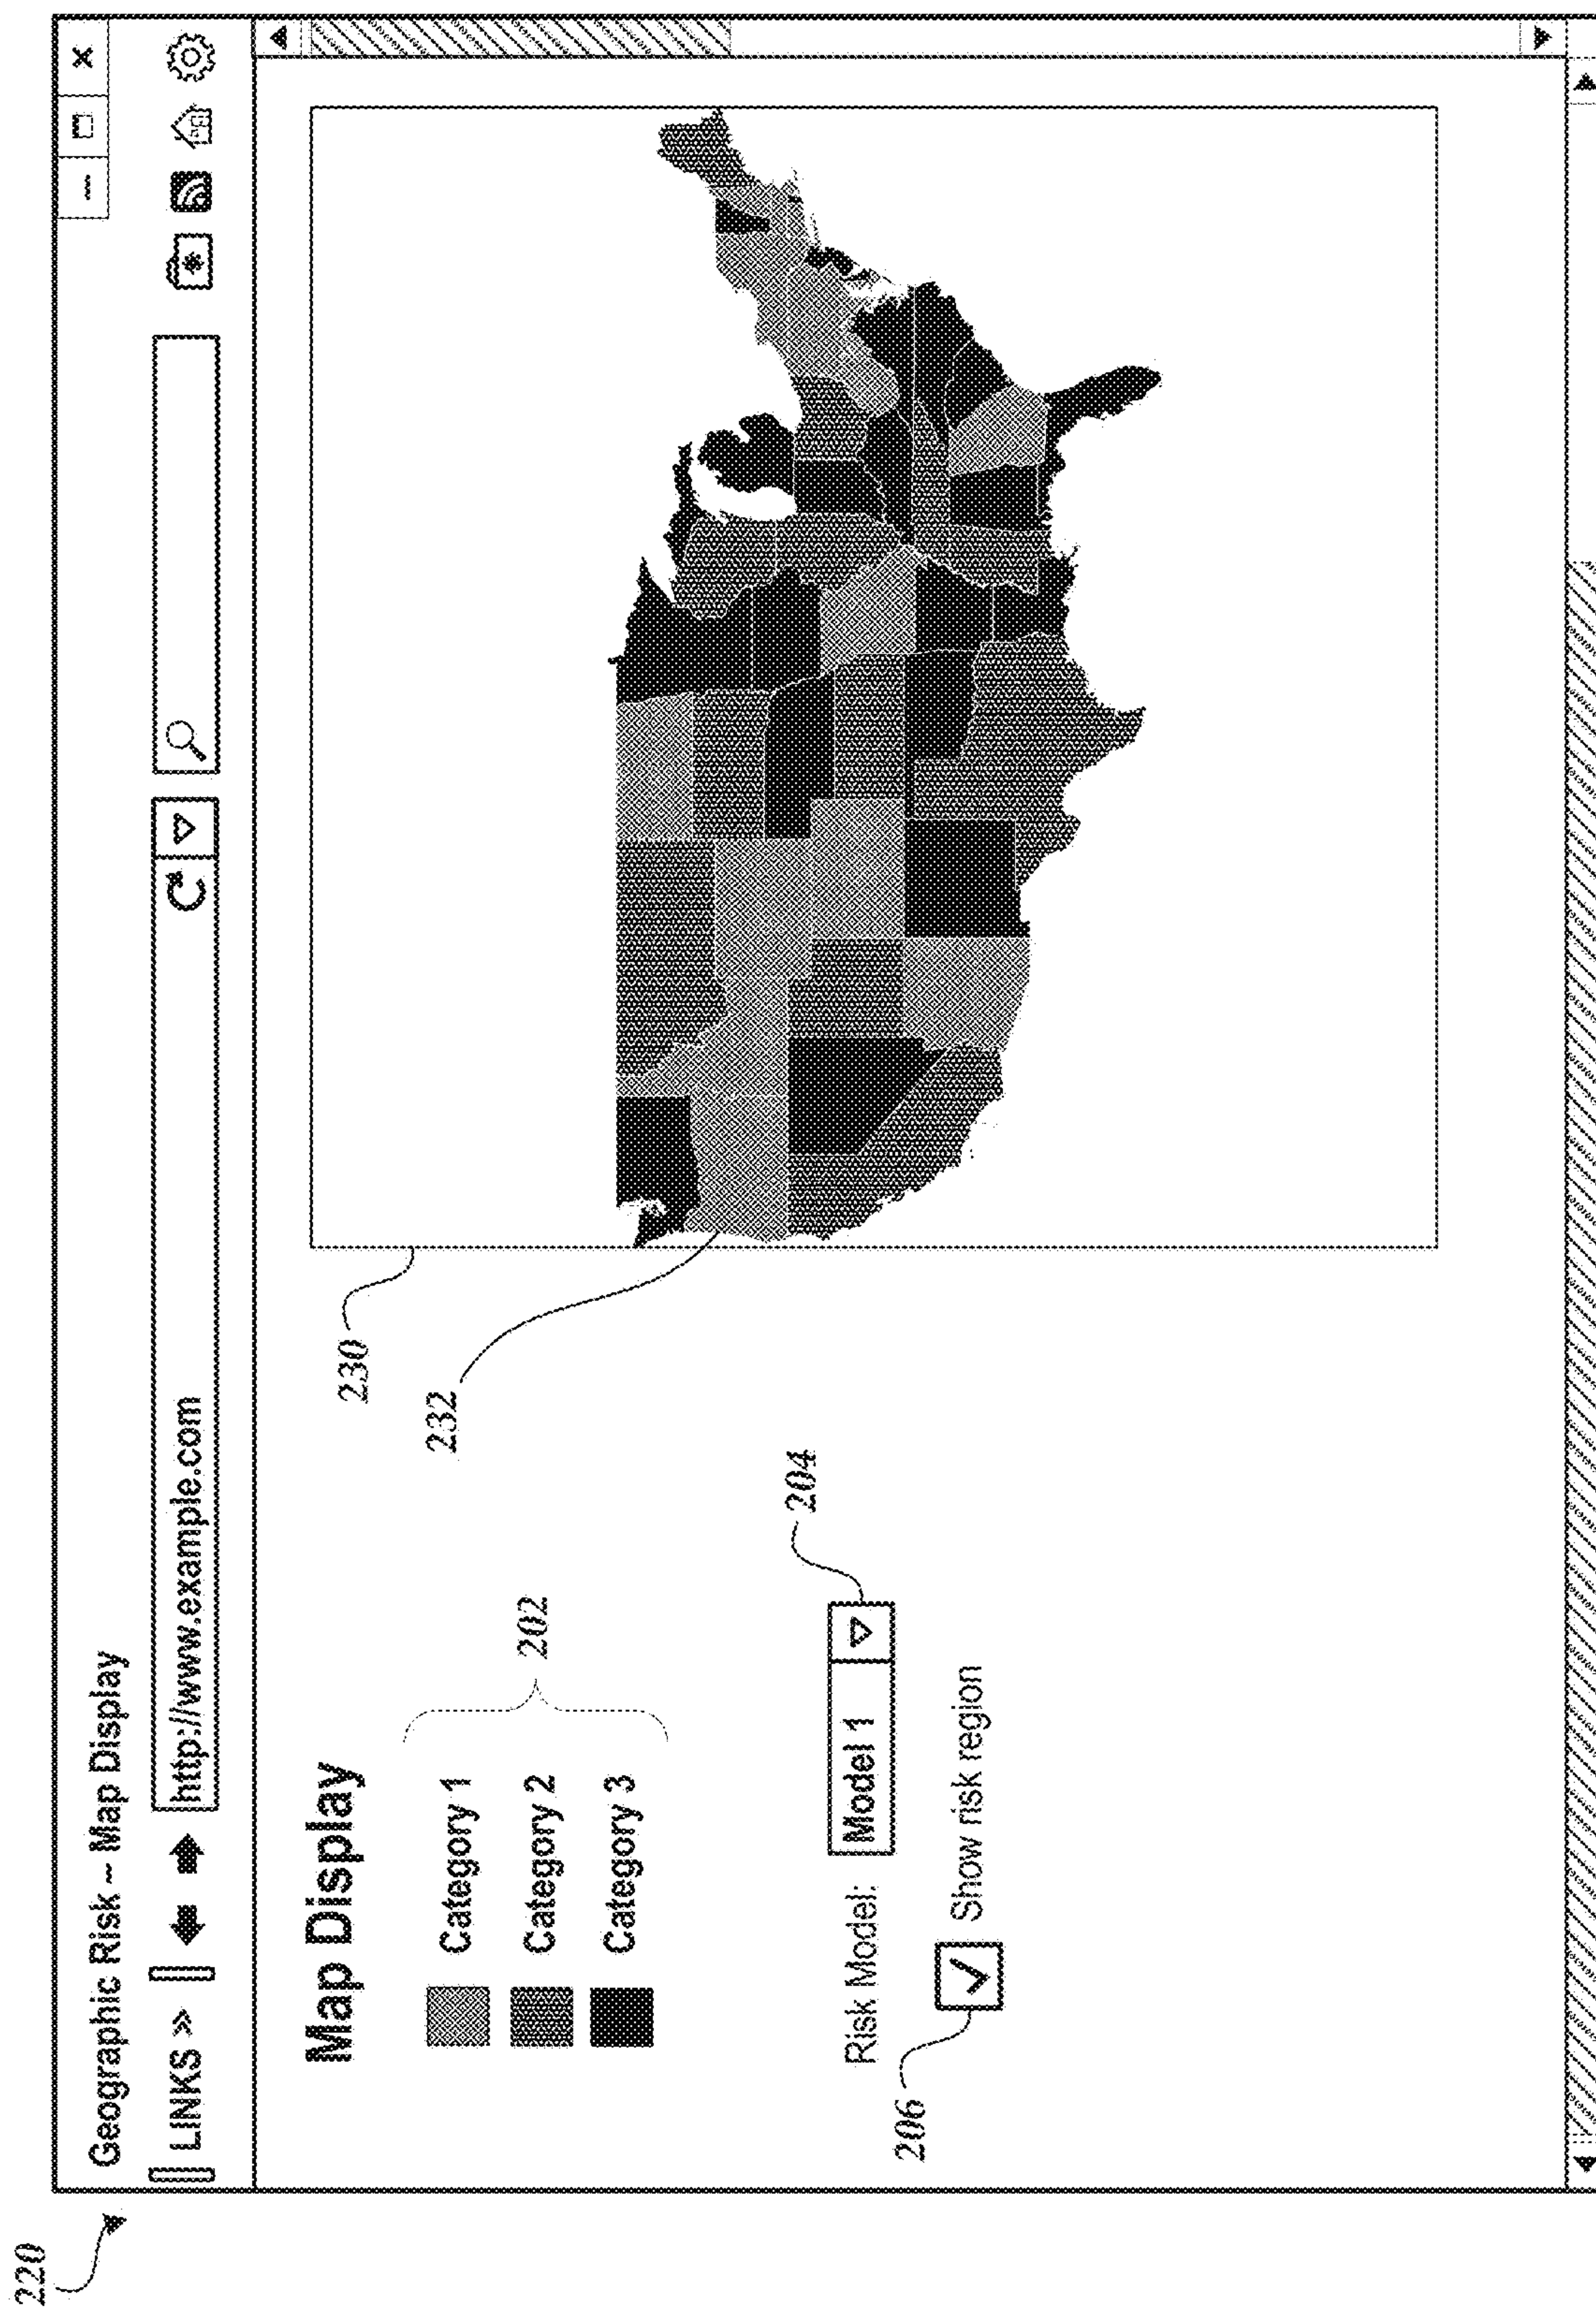 220
Geographic Risk – Map Display
LINKS »
http://www.example.com
Map Display
Category 1
Category 2
Category 3
202
230
232
Risk Model:
Model 1
204
206
Show risk region